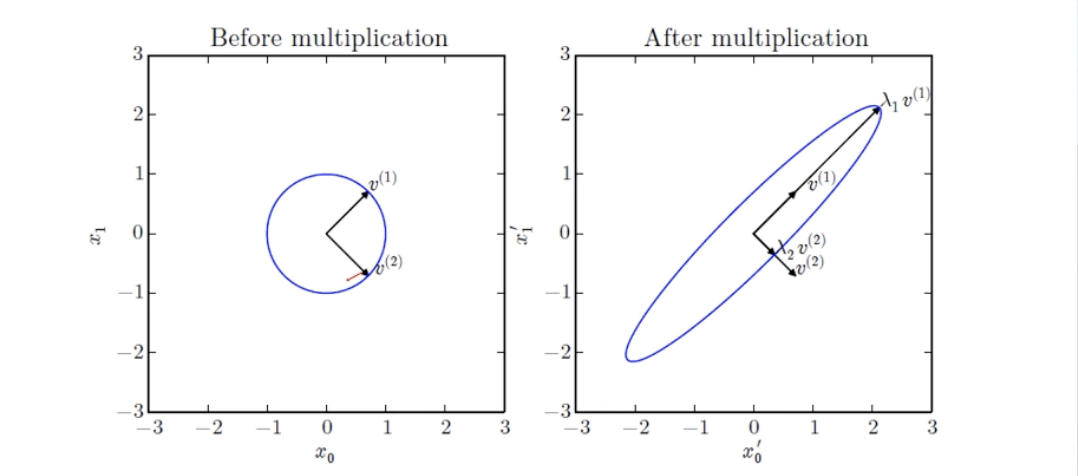 Before multiplication
3
2
1
0
−1
−2
−3
−3 −2 −1 0 1 2 3
x₀
x₁
v⁽¹⁾
v⁽²⁾
After multiplication
3
2
1
0
−1
−2
−3
−3 −2 −1 0 1 2 3
x′₀
x′₁
λ₁ v⁽¹⁾
v⁽¹⁾
λ₂ v⁽²⁾
v⁽²⁾